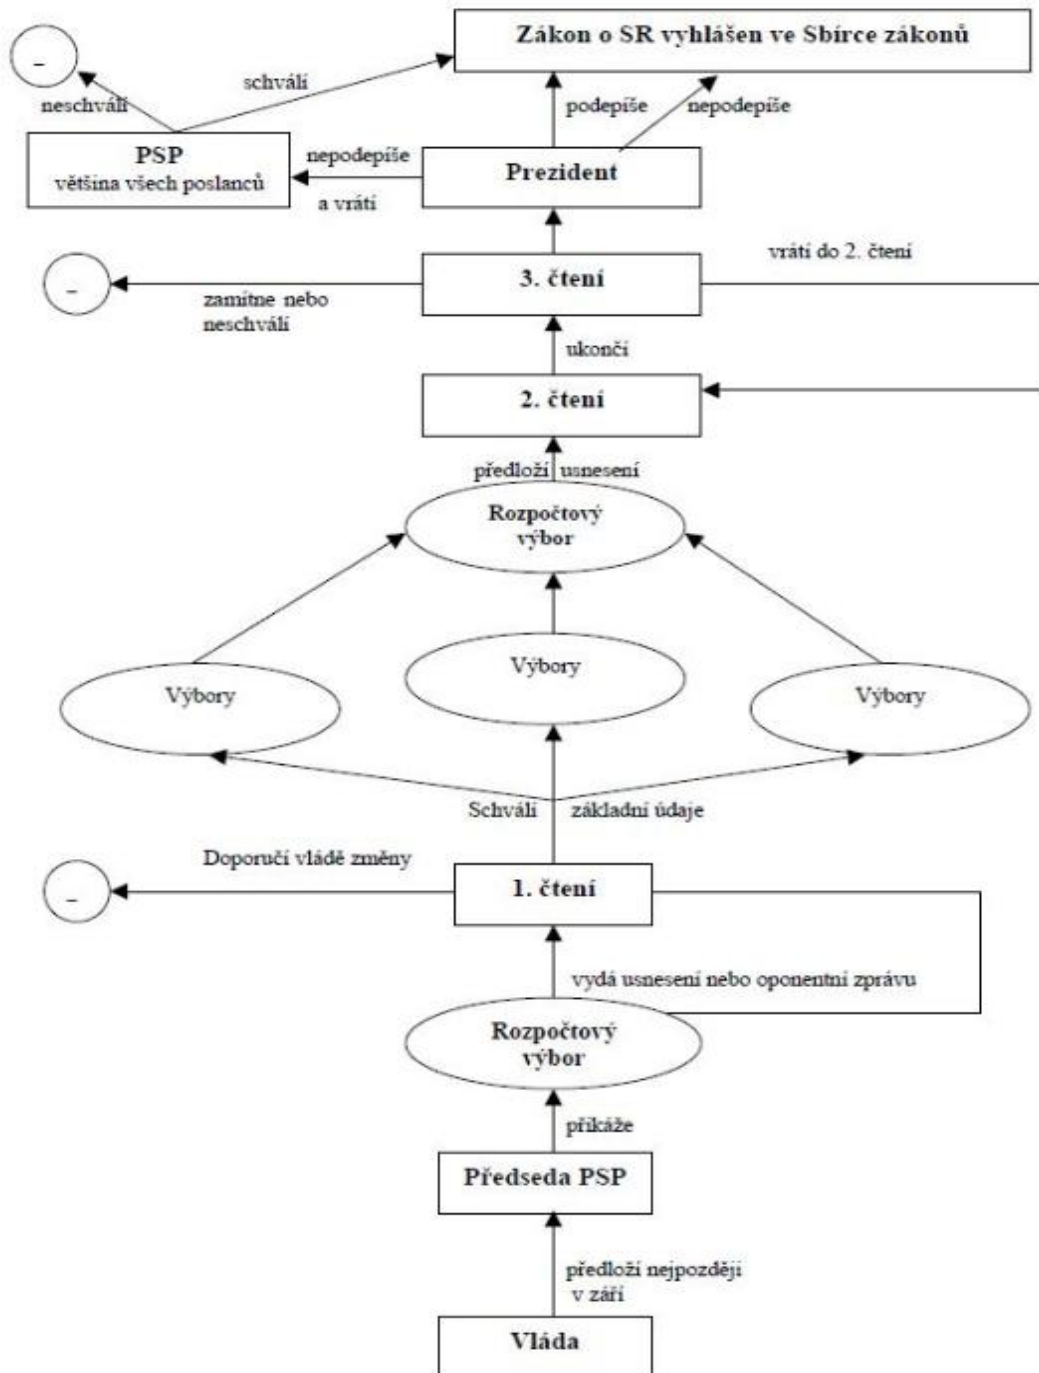 Zákon o SR vyhlášen ve Sbírce zákonů
_
schválí
neschválí
podepíše
nepodepíše
PSP
většina všech poslanců
nepodepíše
a vrátí
Prezident
_
3. čtení
vrátí do 2. čtení
zamítne nebo
neschválí
ukončí
2. čtení
předloží usnesení
Rozpočtový
výbor
Výbory
Výbory
Výbory
Schválí základní údaje
Doporučí vládě změny
_
1. čtení
vydá usnesení nebo oponentní zprávu
Rozpočtový
výbor
přikáže
Předseda PSP
předloží nejpozději
v září
Vláda